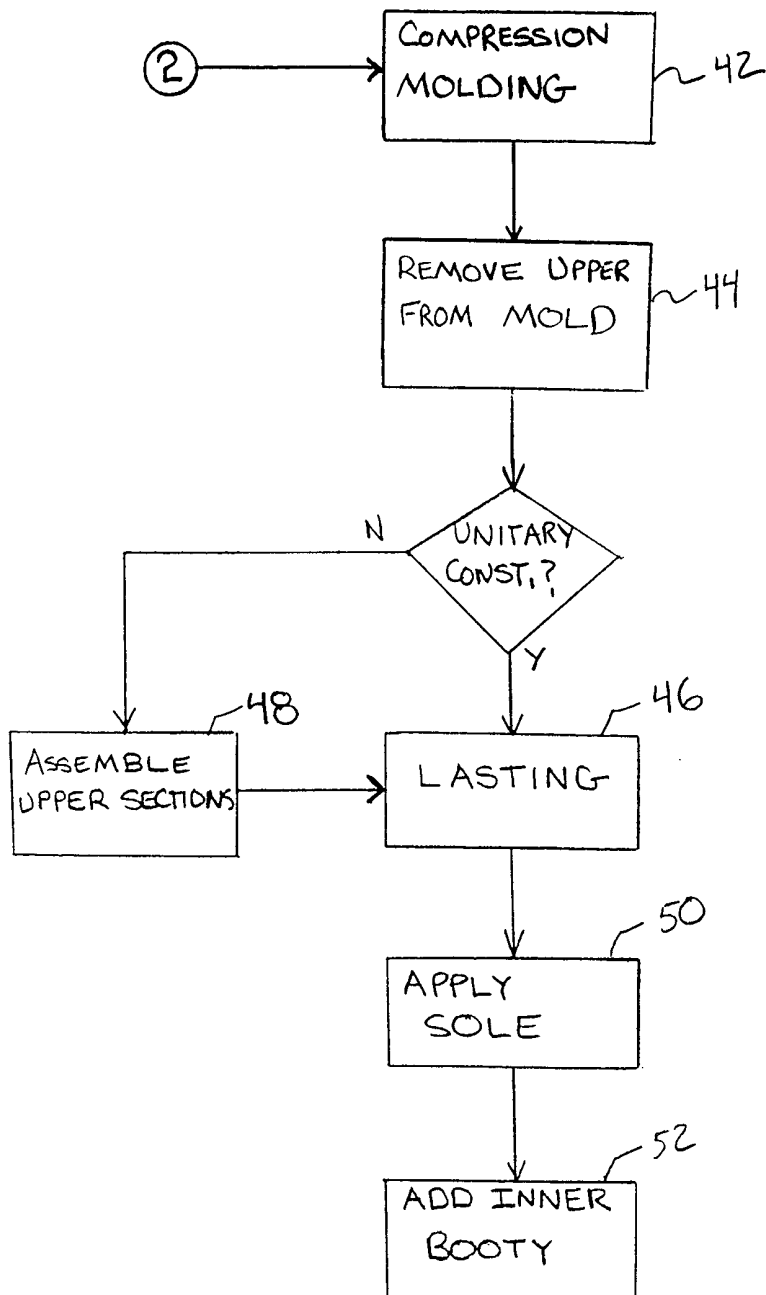 2
COMPRESSION
MOLDING
42
REMOVE UPPER
FROM MOLD
44
UNITARY
CONST.?
N
Y
48
ASSEMBLE
UPPER SECTIONS
46
LASTING
50
APPLY
SOLE
52
ADD INNER
BOOTY